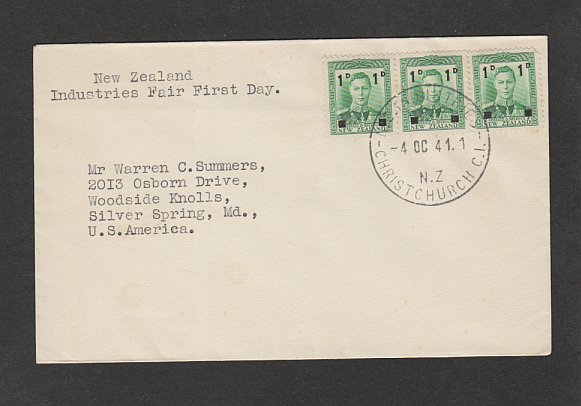 New Zealand
Industries Fair First Day.
1D 1D 1D 1D 1D 1D
NEW ZEALAND NEW ZEALAND NEW ZEALAND
-4 OC 41.1
N.Z
CHRISTCHURCH C.1.
Mr Warren C.Summers,
2013 Osborn Drive,
Woodside Knolls,
Silver Spring, Md.,
U.S.America.